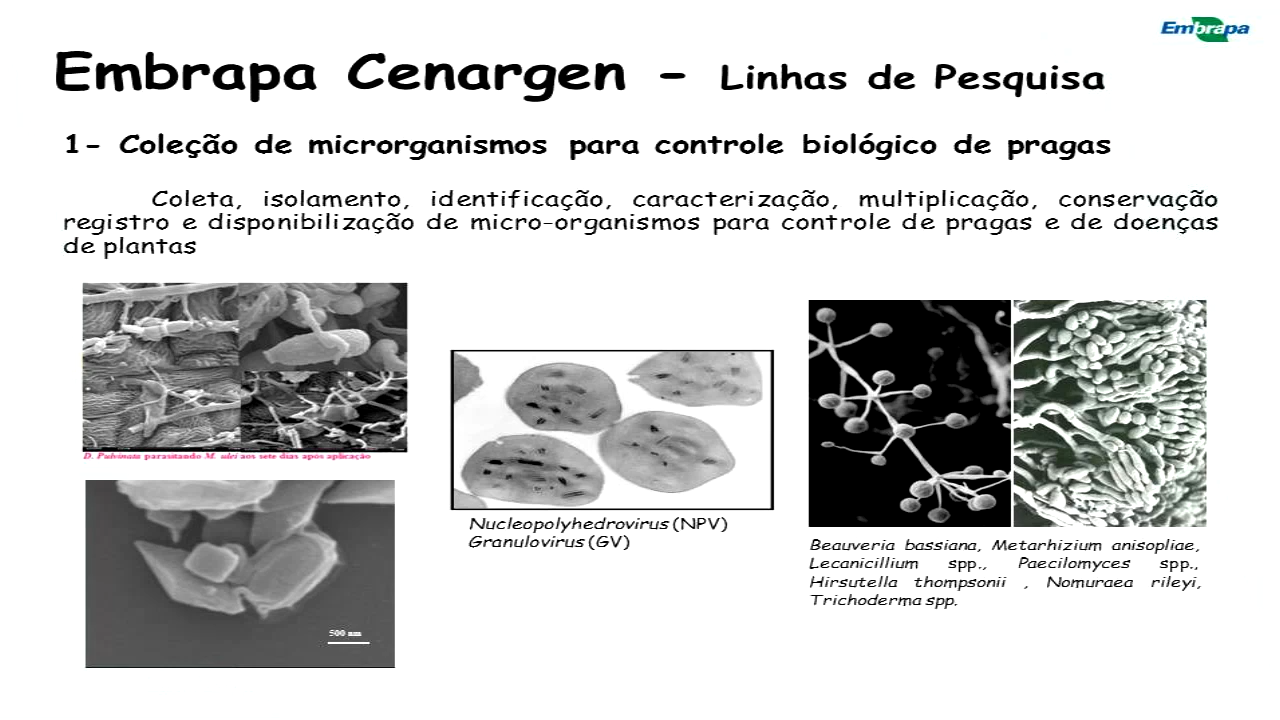 Embrapa
Embrapa Cenargen - Linhas de Pesquisa
1- Coleção de microrganismos para controle biológico de pragas
Coleta, isolamento, identificação, caracterização, multiplicação, conservação
registro e disponibilização de micro-organismos para controle de pragas e de doenças
de plantas
D. Pulvinata parasitando M. ulei aos sete dias após aplicação
Nucleopolyhedrovirus (NPV)
Granulovirus (GV)
500 nm
Beauveria bassiana, Metarhizium anisopliae,
Lecanicillium spp., Paecilomyces spp.,
Hirsutella thompsonii , Nomuraea rileyi,
Trichoderma spp.